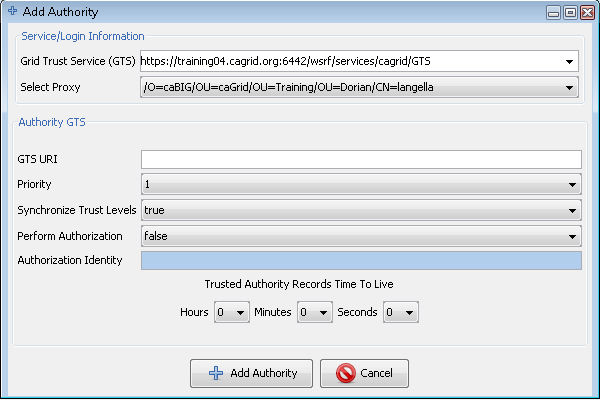 Add Authority
Service/Login Information
Grid Trust Service (GTS) https://training04.cagrid.org:6442/wsrf/services/cagrid/GTS
Select Proxy /O=caBIG/OU=caGrid/OU=Training/OU=Dorian/CN=langella
Authority GTS
GTS URI
Priority 1
Synchronize Trust Levels true
Perform Authorization false
Authorization Identity
Trusted Authority Records Time To Live
Hours 0 Minutes 0 Seconds 0
Add Authority Cancel